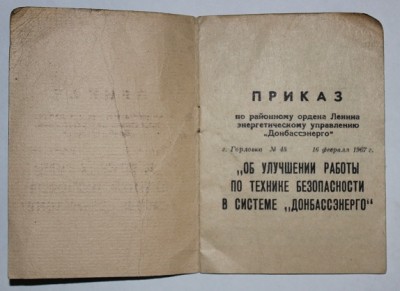 ПРИКАЗ
по районному ордена Ленина
энергетическому управлению
„Донбассэнерго"
г. Горловка № 48 16 февраля 1967 г.
„ОБ УЛУЧШЕНИИ РАБОТЫ
ПО ТЕХНИКЕ БЕЗОПАСНОСТИ
В СИСТЕМЕ „ДОНБАССЭНЕРГО"